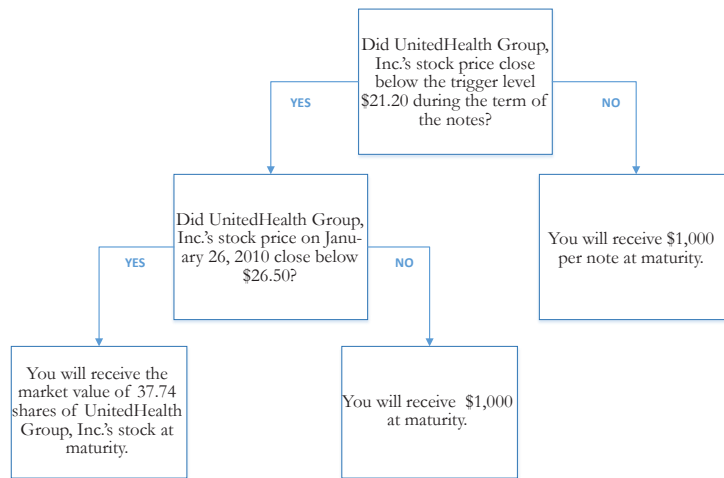 Did UnitedHealth Group,
Inc.'s stock price close
below the trigger level
$21.20 during the term of
the notes?
YES
NO
Did UnitedHealth Group,
Inc.'s stock price on Janu-
ary 26, 2010 close below
$26.50?
You will receive $1,000
per note at maturity.
YES
NO
You will receive the
market value of 37.74
shares of UnitedHealth
Group, Inc.'s stock at
maturity.
You will receive $1,000
at maturity.